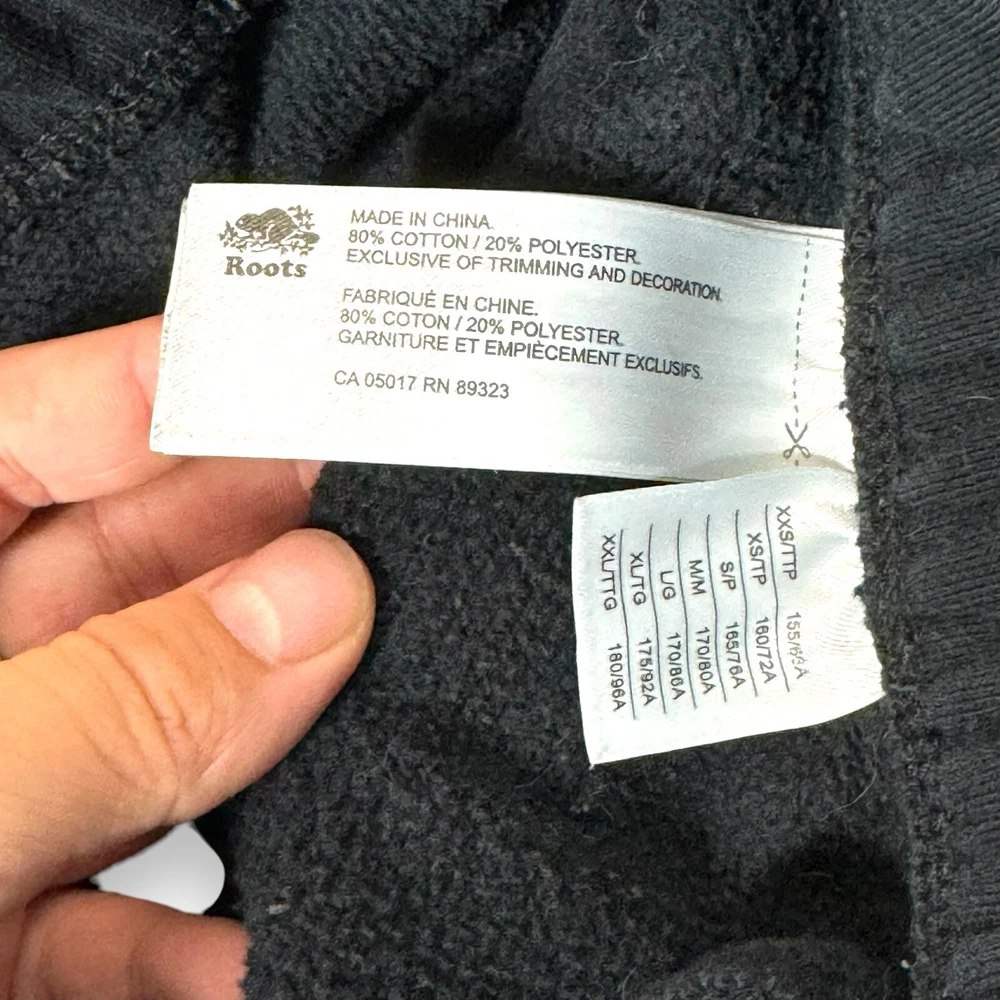 Roots
MADE IN CHINA.
80% COTTON / 20% POLYESTER.
EXCLUSIVE OF TRIMMING AND DECORATION.
FABRIQUÉ EN CHINE.
80% COTON / 20% POLYESTER.
GARNITURE ET EMPIÈCEMENT EXCLUSIFS.
CA 05017 RN 89323
XXS/TTP
XS/TP 160/72A
S/P 165/76A
M/M 170/80A
L/G 170/86A
XL/TG 175/92A
XXL/TTG 180/96A